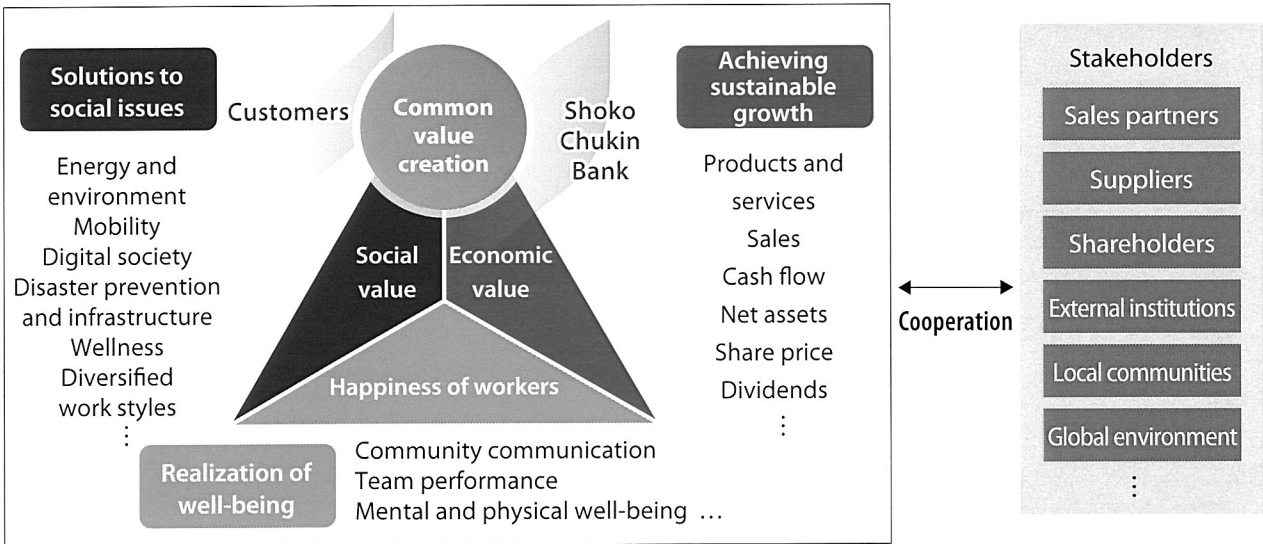 Solutions to
social issues
Energy and
environment
Mobility
Digital society
Disaster prevention
and infrastructure
Wellness
Diversified
work styles
⋮
Customers
Common
value
creation
Shoko
Chukin
Bank
Social
value
Economic
value
Happiness of workers
Realization of
well-being
Community communication
Team performance
Mental and physical well-being …
Achieving
sustainable
growth
Products and
services
Sales
Cash flow
Net assets
Share price
Dividends
⋮
Cooperation
Stakeholders
Sales partners
Suppliers
Shareholders
External institutions
Local communities
Global environment
⋮